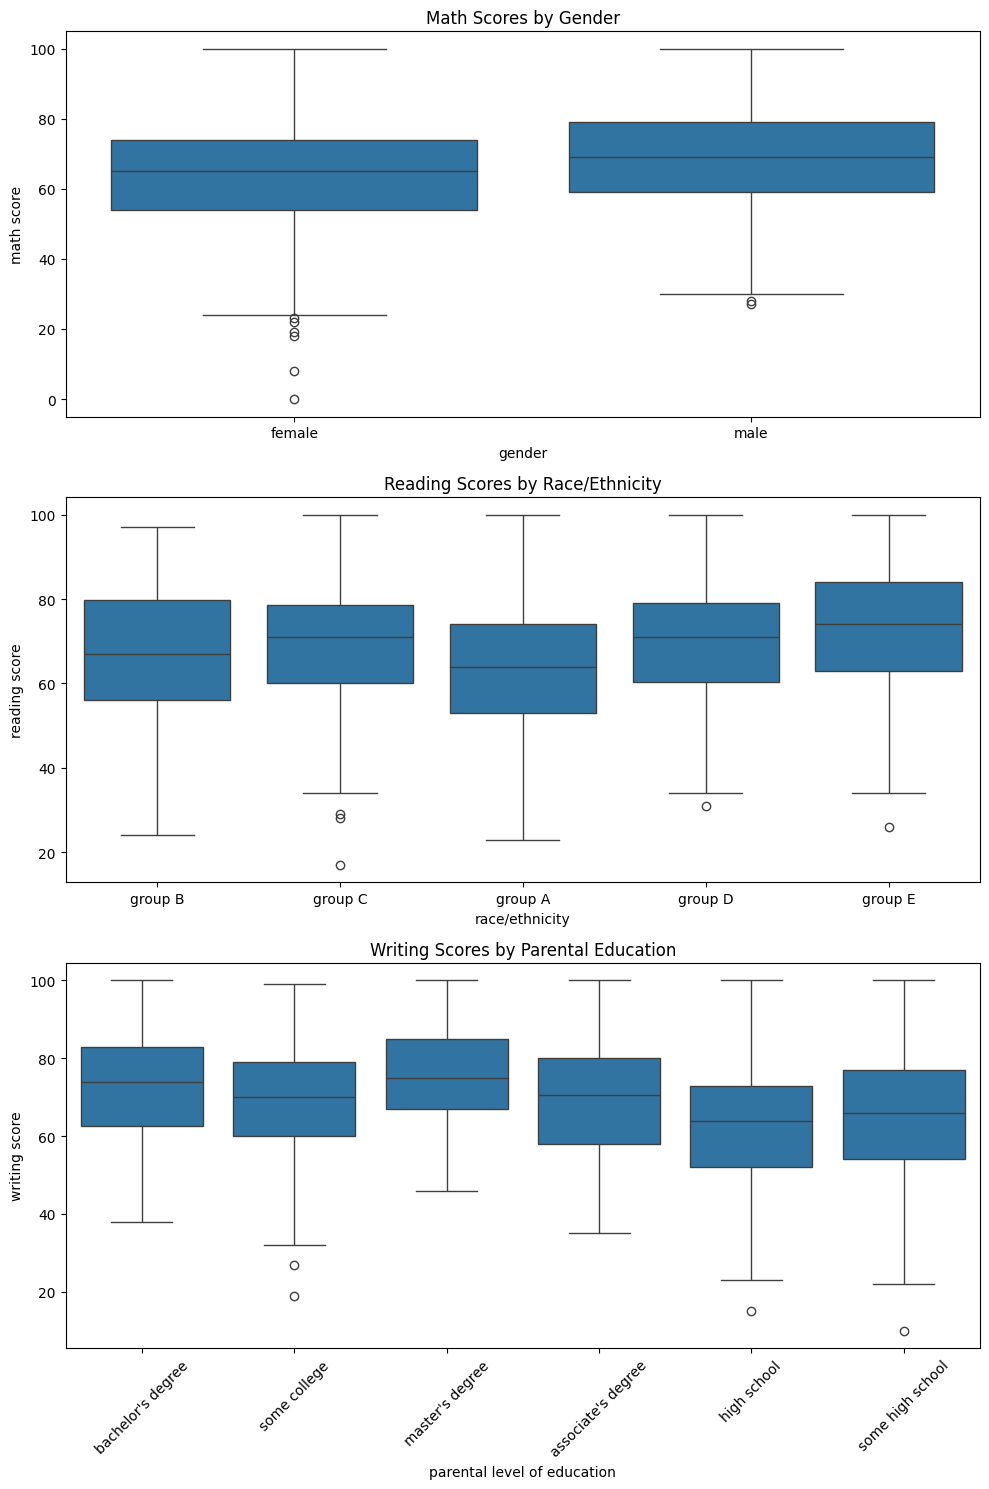 Math Scores by Gender
100
80
60
40
20
0
math score
female male
gender
Reading Scores by Race/Ethnicity
100
80
60
40
20
reading score
group B group C group A group D group E
race/ethnicity
Writing Scores by Parental Education
100
80
60
40
20
writing score
bachelor's degree some college master's degree associate's degree high school some high school
parental level of education